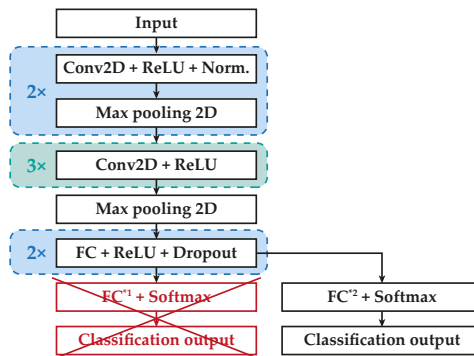 Input
Conv2D + ReLU + Norm.
2×
Max pooling 2D
3×
Conv2D + ReLU
Max pooling 2D
2×
FC + ReLU + Dropout
FC*1 + Softmax
FC*2 + Softmax
Classification output
Classification output